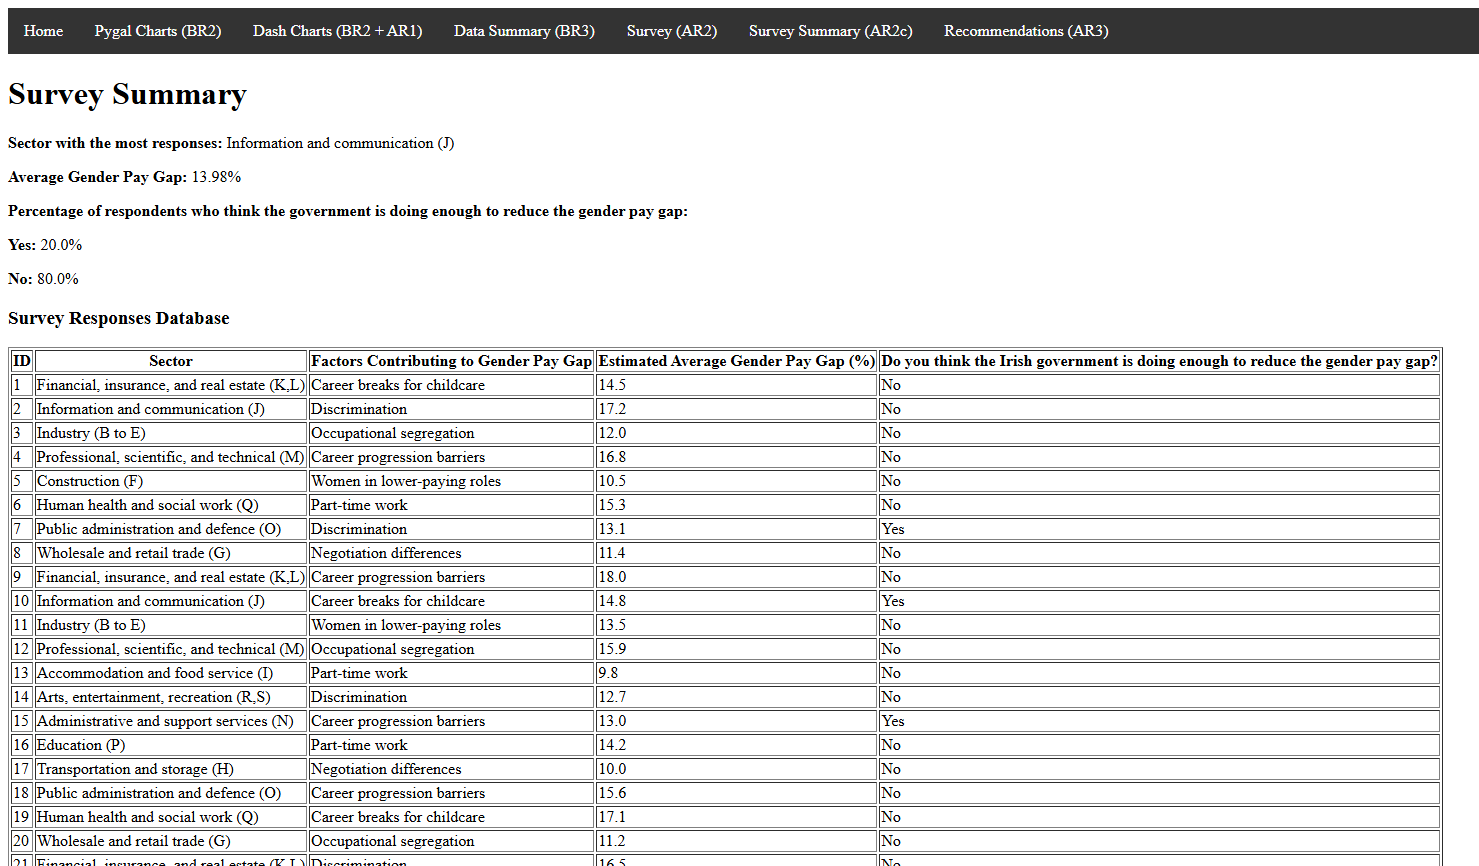 Home Pygal Charts (BR2) Dash Charts (BR2 + AR1) Data Summary (BR3) Survey (AR2) Survey Summary (AR2c) Recommendations (AR3)
Survey Summary
Sector with the most responses: Information and communication (J)
Average Gender Pay Gap: 13.98%
Percentage of respondents who think the government is doing enough to reduce the gender pay gap:
Yes: 20.0%
No: 80.0%
Survey Responses Database
ID Sector Factors Contributing to Gender Pay Gap Estimated Average Gender Pay Gap (%) Do you think the Irish government is doing enough to reduce the gender pay gap?
1 Financial, insurance, and real estate (K,L) Career breaks for childcare 14.5 No
2 Information and communication (J) Discrimination 17.2 No
3 Industry (B to E) Occupational segregation 12.0 No
4 Professional, scientific, and technical (M) Career progression barriers 16.8 No
5 Construction (F) Women in lower-paying roles 10.5 No
6 Human health and social work (Q) Part-time work 15.3 No
7 Public administration and defence (O) Discrimination 13.1 Yes
8 Wholesale and retail trade (G) Negotiation differences 11.4 No
9 Financial, insurance, and real estate (K,L) Career progression barriers 18.0 No
10 Information and communication (J) Career breaks for childcare 14.8 Yes
11 Industry (B to E) Women in lower-paying roles 13.5 No
12 Professional, scientific, and technical (M) Occupational segregation 15.9 No
13 Accommodation and food service (I) Part-time work 9.8 No
14 Arts, entertainment, recreation (R,S) Discrimination 12.7 No
15 Administrative and support services (N) Career progression barriers 13.0 Yes
16 Education (P) Part-time work 14.2 No
17 Transportation and storage (H) Negotiation differences 10.0 No
18 Public administration and defence (O) Career progression barriers 15.6 No
19 Human health and social work (Q) Career breaks for childcare 17.1 No
20 Wholesale and retail trade (G) Occupational segregation 11.2 No
21 Financial, insurance, and real estate (K,L) Discrimination 16.5 No